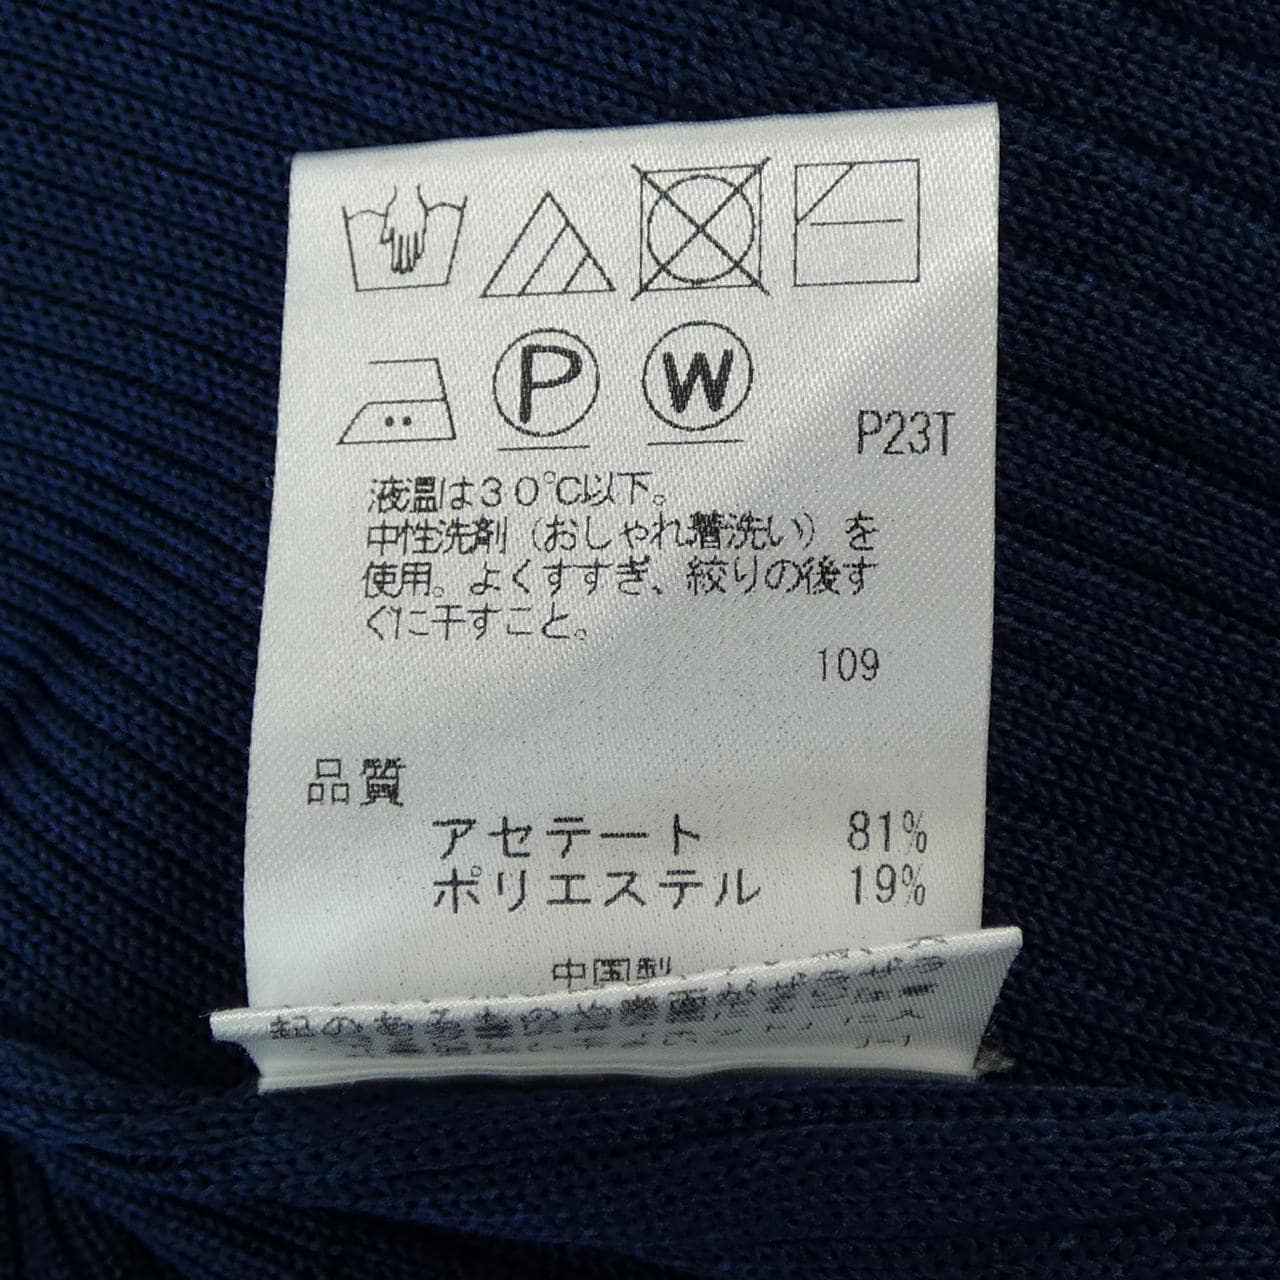 P W
P23T
液温は30℃以下。
中性洗剤（おしゃれ着洗い）を
使用。よくすすぎ、絞りの後す
ぐに干すこと。
109
品質
アセテート 81%
ポリエステル 19%
中国製